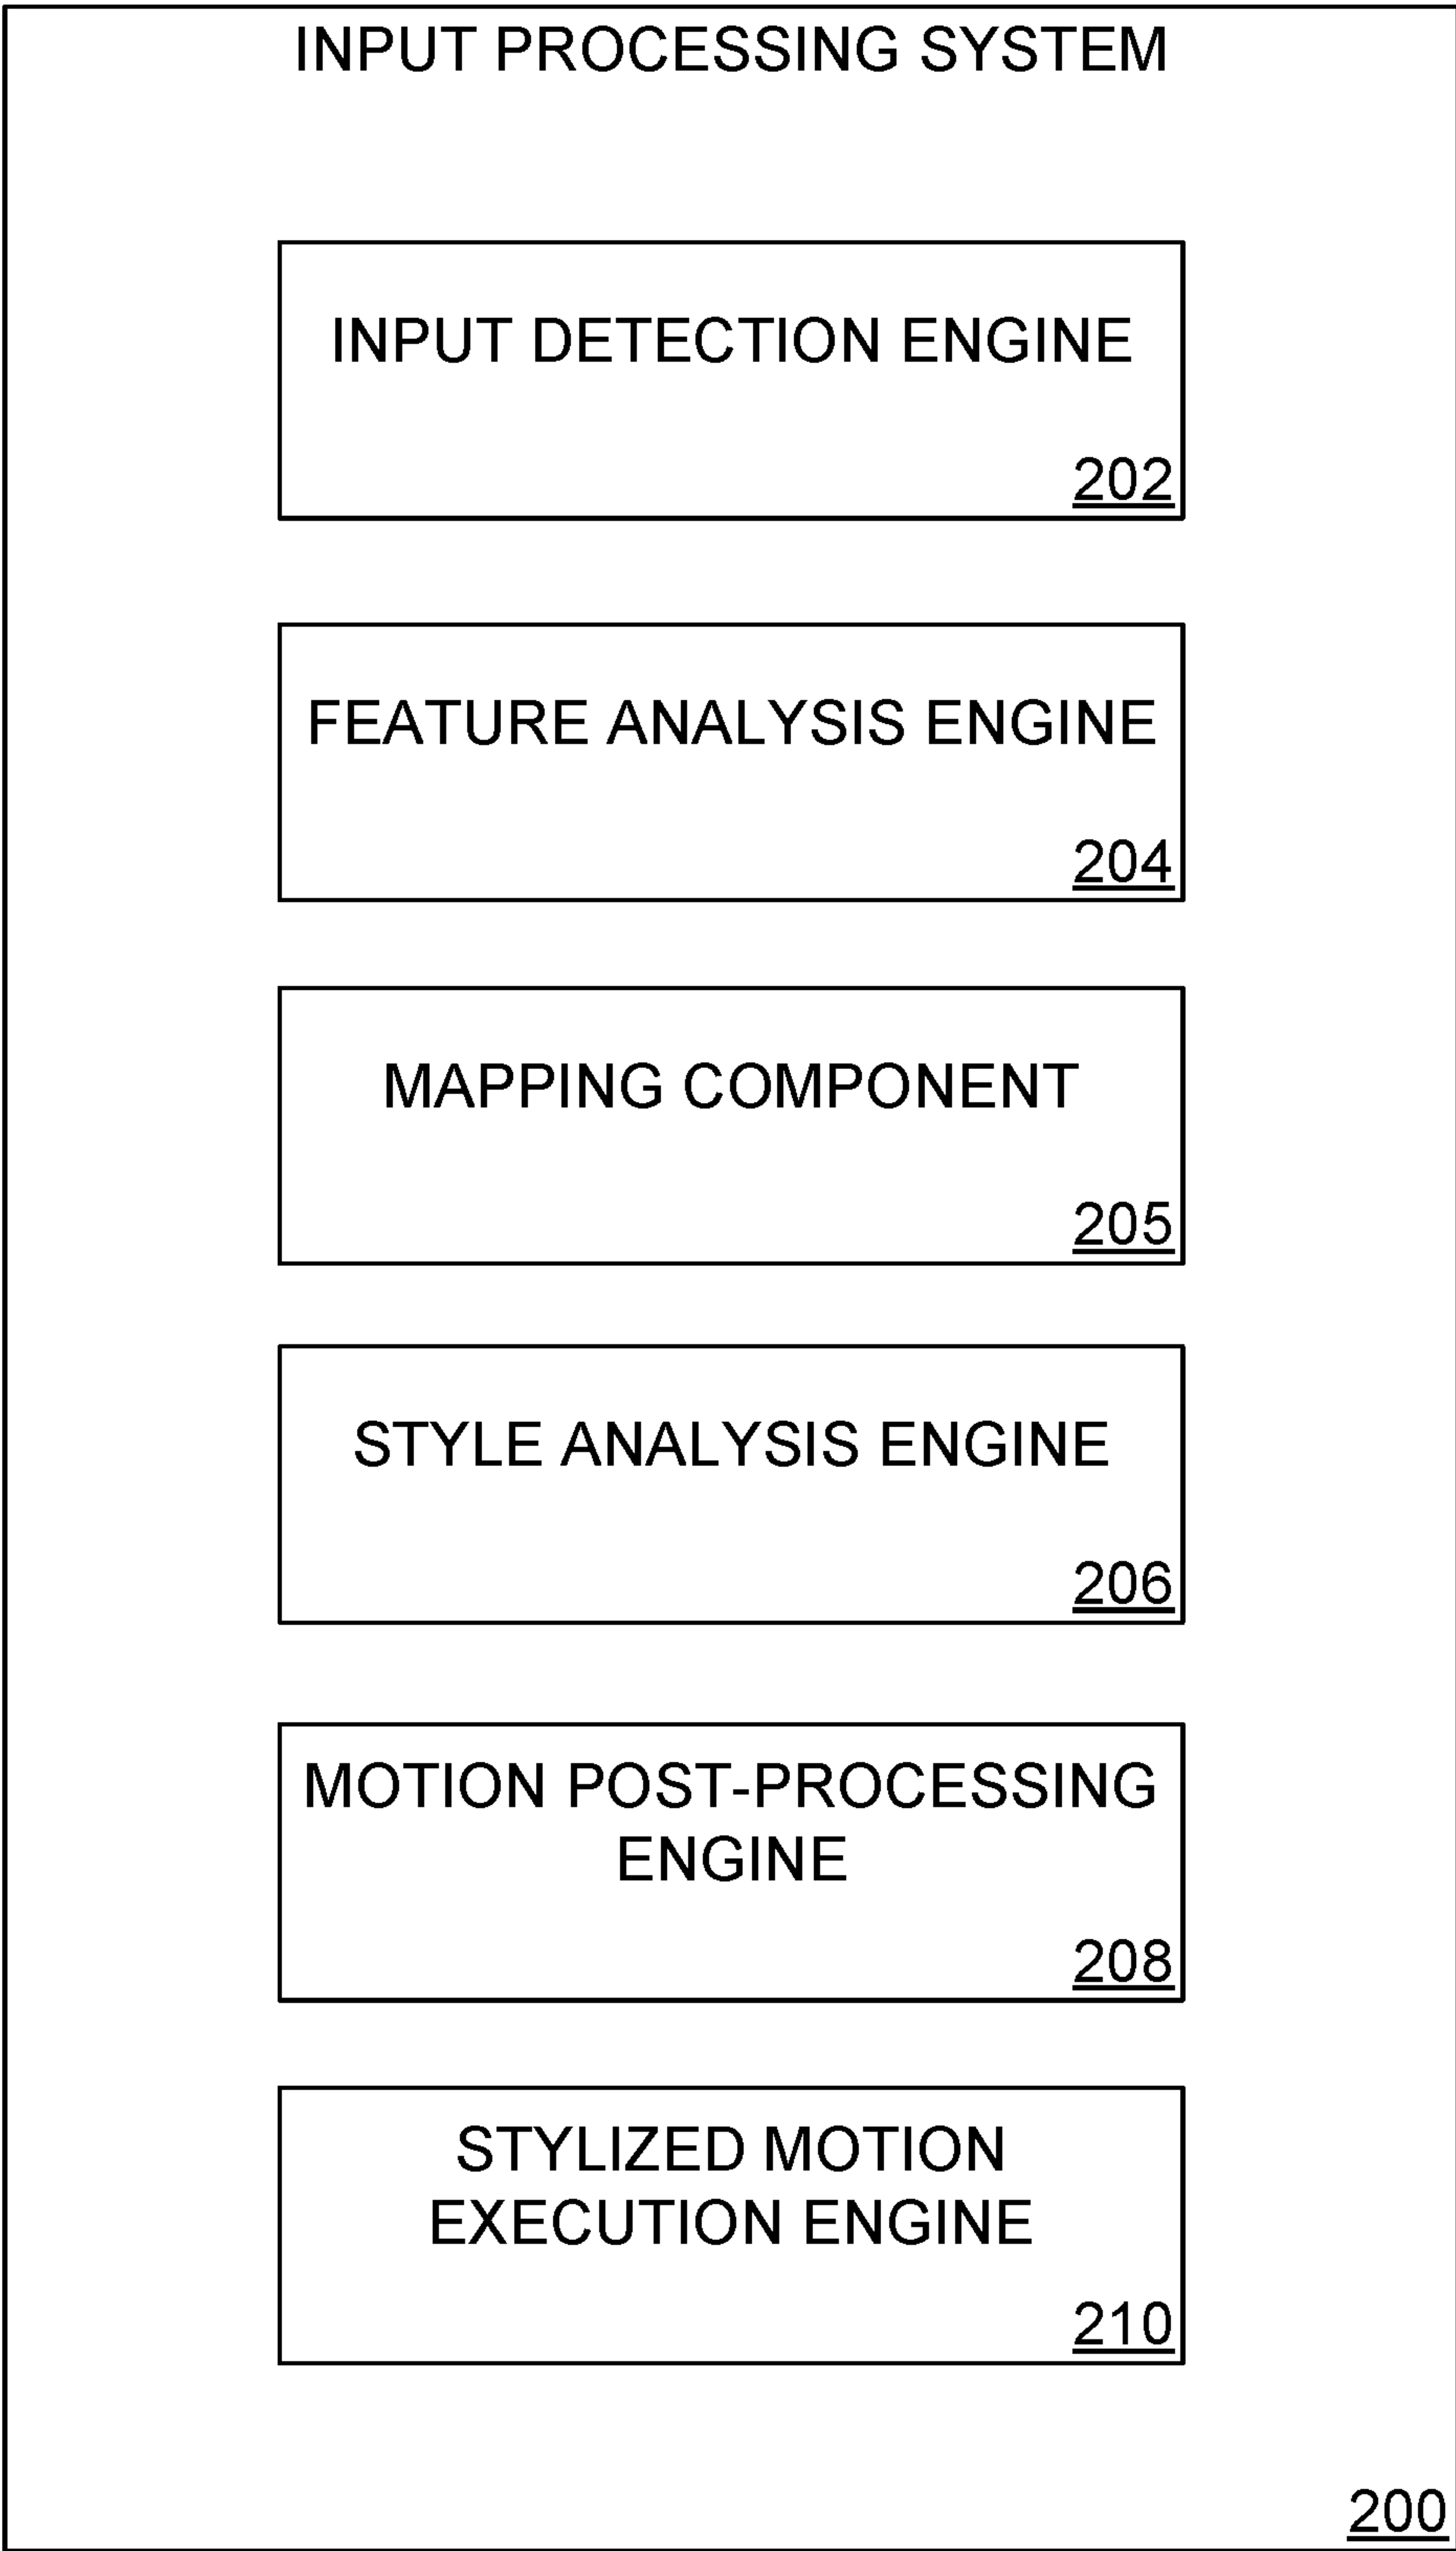 INPUT PROCESSING SYSTEM
INPUT DETECTION ENGINE
202
FEATURE ANALYSIS ENGINE
204
MAPPING COMPONENT
205
STYLE ANALYSIS ENGINE
206
MOTION POST-PROCESSING
ENGINE
208
STYLIZED MOTION
EXECUTION ENGINE
210
200